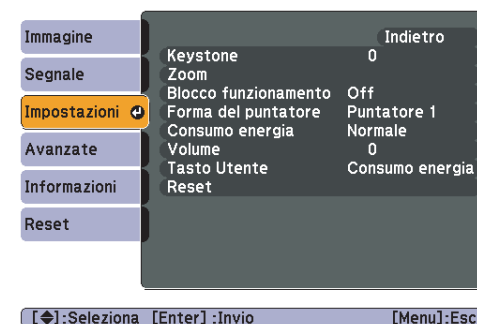 Immagine
Segnale
Impostazioni
Avanzate
Informazioni
Reset
Indietro
Keystone 0
Zoom
Blocco funzionamento Off
Forma del puntatore Puntatore 1
Consumo energia Normale
Volume 0
Tasto Utente Consumo energia
Reset
[◆]:Seleziona [Enter] :Invio [Menu]:Esc